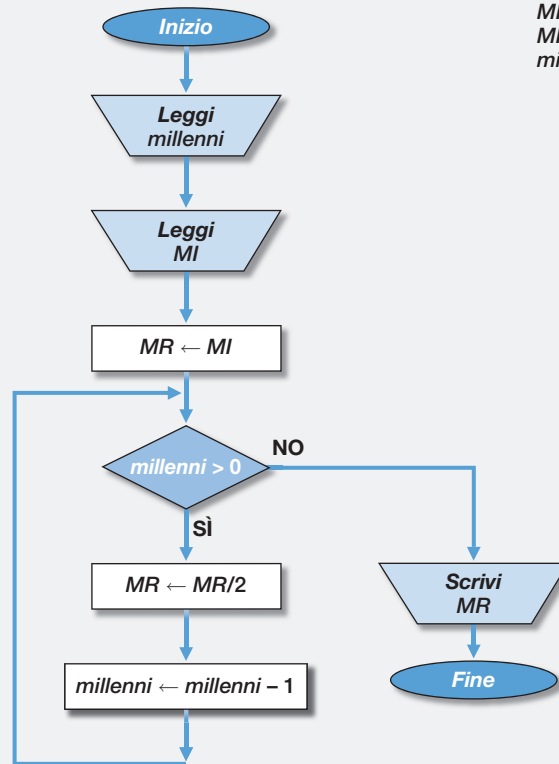 Inizio
Leggi
millenni
Leggi
MI
MR ← MI
millenni > 0
NO
SÌ
MR ← MR/2
millenni ← millenni – 1
Scrivi
MR
Fine